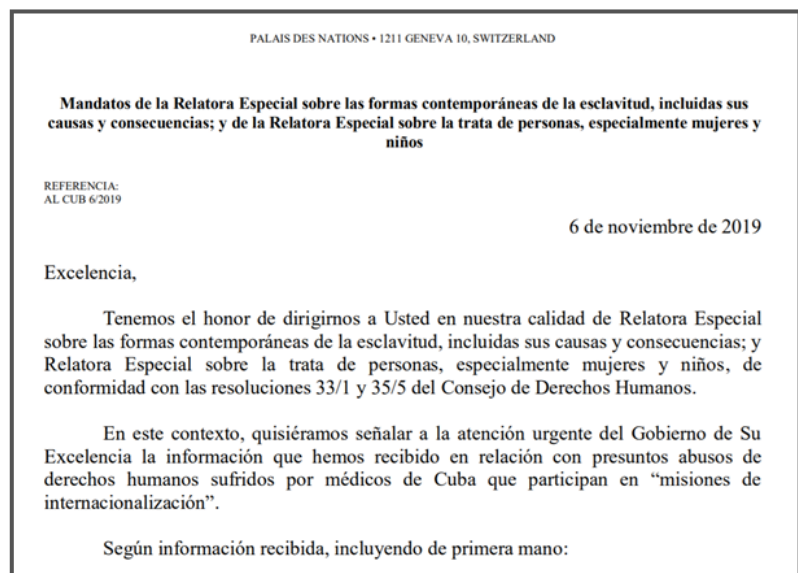 PALAIS DES NATIONS • 1211 GENEVA 10, SWITZERLAND
Mandatos de la Relatora Especial sobre las formas contemporáneas de la esclavitud, incluidas sus
causas y consecuencias; y de la Relatora Especial sobre la trata de personas, especialmente mujeres y
niños
REFERENCIA:
AL CUB 6/2019
6 de noviembre de 2019
Excelencia,
Tenemos el honor de dirigirnos a Usted en nuestra calidad de Relatora Especial
sobre las formas contemporáneas de la esclavitud, incluidas sus causas y consecuencias; y
Relatora Especial sobre la trata de personas, especialmente mujeres y niños, de
conformidad con las resoluciones 33/1 y 35/5 del Consejo de Derechos Humanos.
En este contexto, quisiéramos señalar a la atención urgente del Gobierno de Su
Excelencia la información que hemos recibido en relación con presuntos abusos de
derechos humanos sufridos por médicos de Cuba que participan en “misiones de
internacionalización”.
Según información recibida, incluyendo de primera mano: